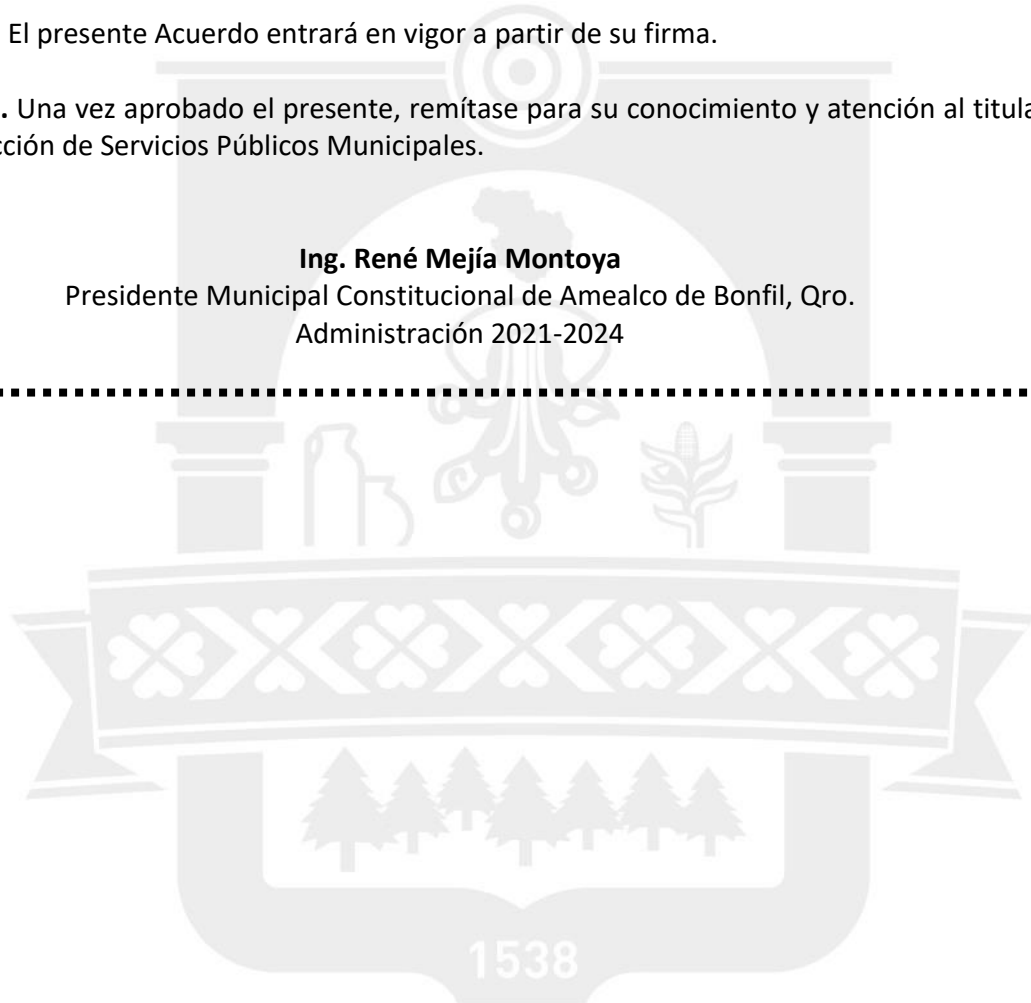 El presente Acuerdo entrará en vigor a partir de su firma.
. Una vez aprobado el presente, remítase para su conocimiento y atención al titula
cción de Servicios Públicos Municipales.
Ing. René Mejía Montoya
Presidente Municipal Constitucional de Amealco de Bonfil, Qro.
Administración 2021-2024
1538